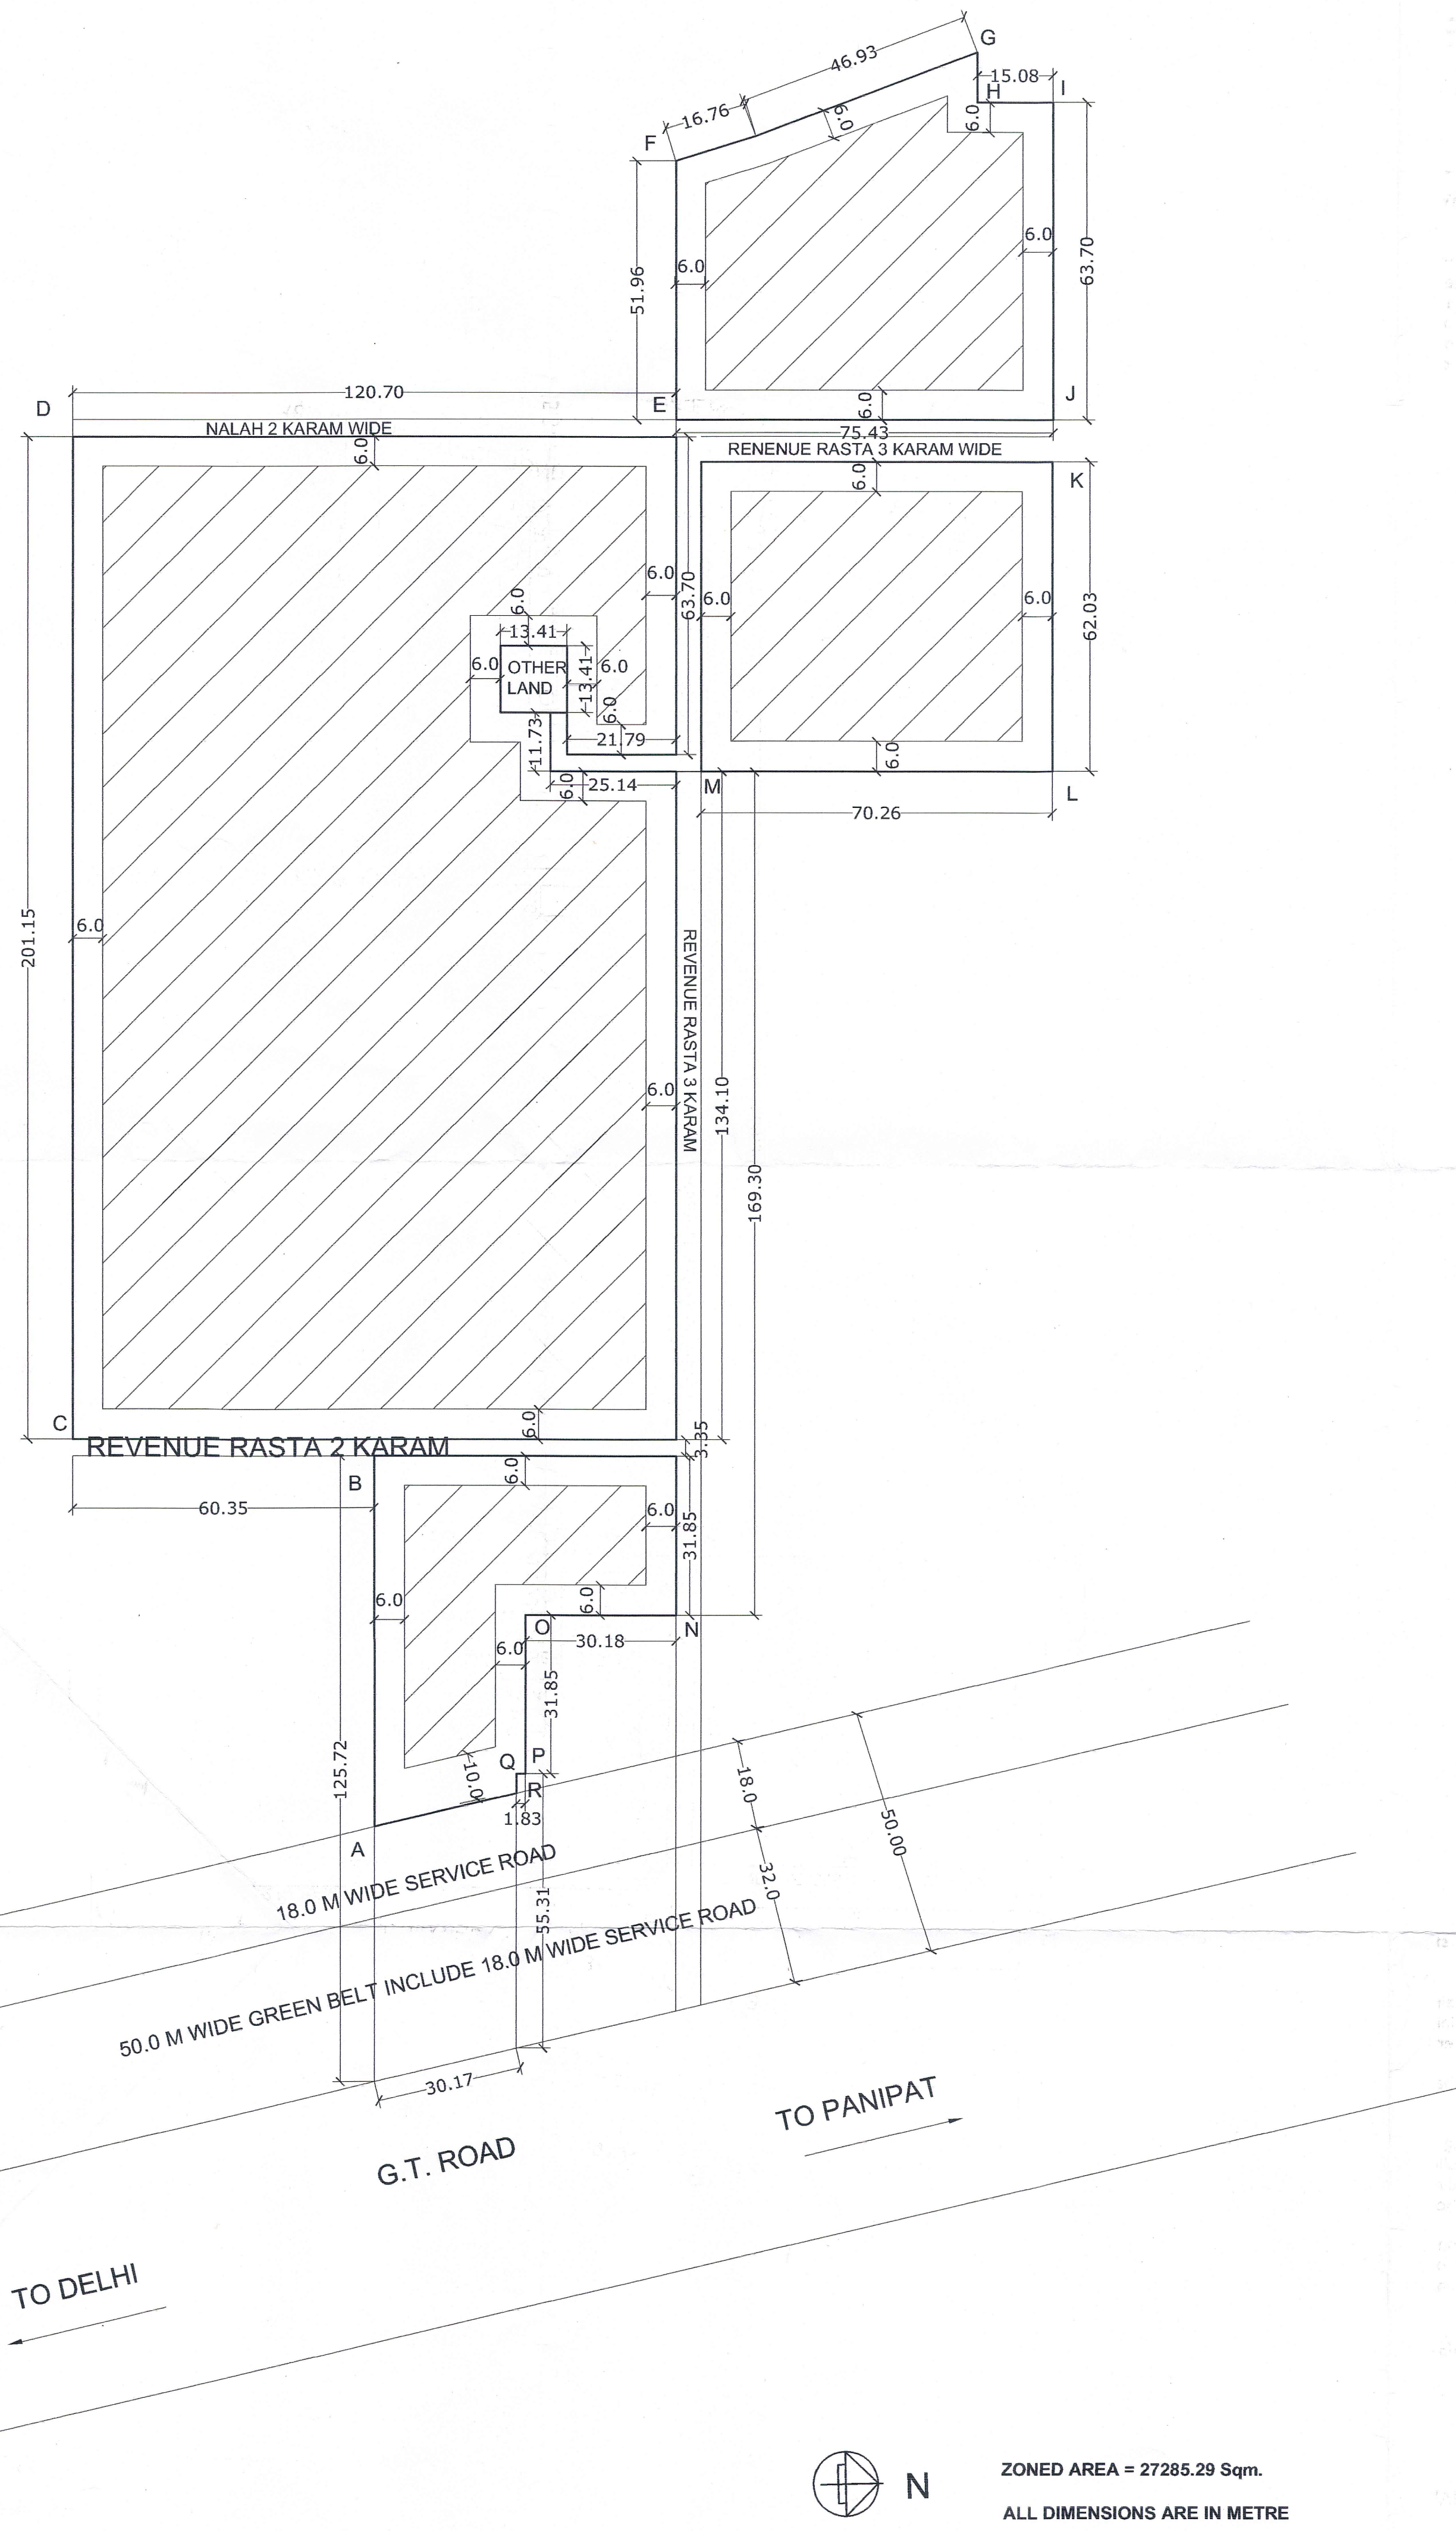 G
46.93
15.08
H
I
16.76
6.0
6.0
F
6.0
6.0
51.96
63.70
120.70
D
E
6.0
J
NALAH 2 KARAM WIDE
75.43
6.0
RENENUE RASTA 3 KARAM WIDE
6.0
K
6.0
63.70
6.0
6.0
62.03
6.0
13.41
6.0
OTHER
LAND
13.41
6.0
6.0
11.73
21.79
6.0
6.0
25.14
M
L
70.26
201.15
6.0
REVENUE RASTA 3 KARAM
6.0
134.10
169.30
C
6.0
3.35
REVENUE RASTA 2 KARAM
B
6.0
60.35
6.0
31.85
6.0
6.0
O
N
6.0
30.18
31.85
125.72
10.0
Q
P
R
1.83
A
18.0
50.00
32.0
18.0 M WIDE SERVICE ROAD
55.31
50.0 M WIDE GREEN BELT INCLUDE 18.0 M WIDE SERVICE ROAD
30.17
TO PANIPAT
G.T. ROAD
TO DELHI
N
ZONED AREA = 27285.29 Sqm.
ALL DIMENSIONS ARE IN METRE